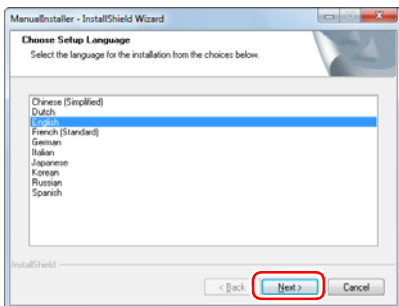 ManualInstaller - InstallShield Wizard
Choose Setup Language
Select the language for the installation from the choices below.
Chinese (Simplified)
Dutch
English
French (Standard)
German
Italian
Japanese
Korean
Russian
Spanish
InstallShield
< Back Next > Cancel